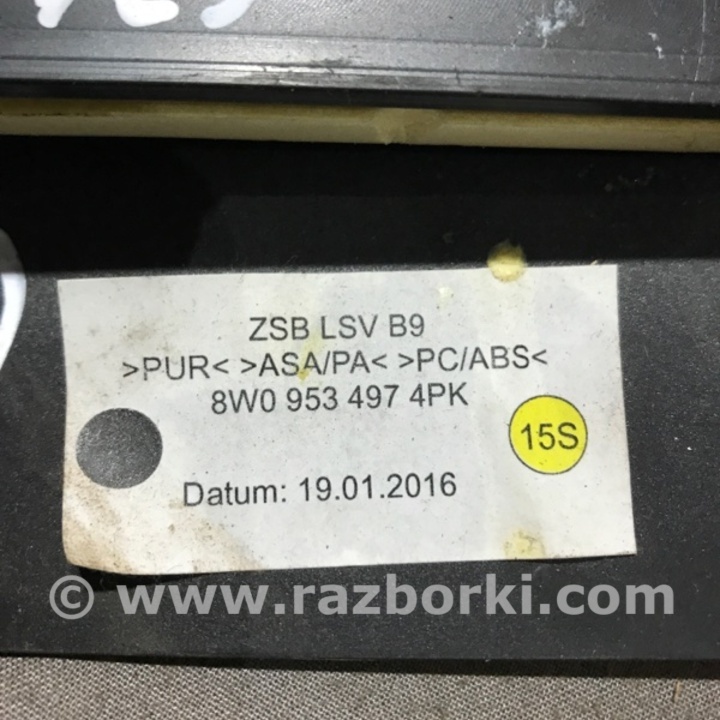 ZSB LSV B9
>PUR< >ASA/PA< >PC/ABS<
8W0 953 497 4PK
15S
Datum: 19.01.2016
© www.razborki.com